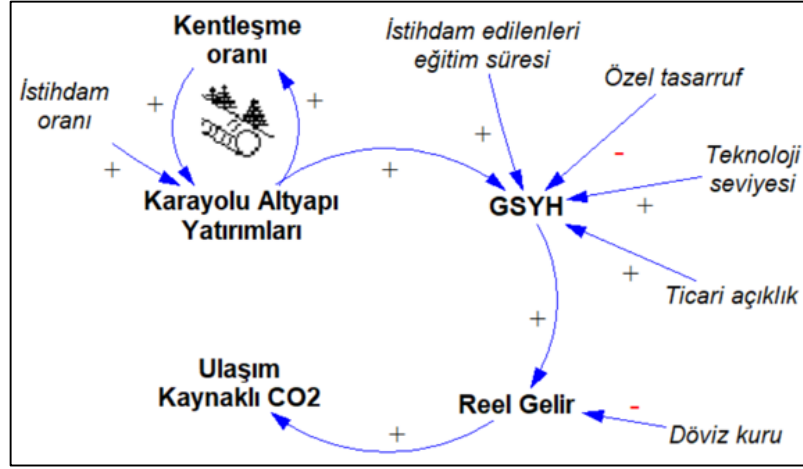 Kentleşme
oranı
İstihdam edilenleri
eğitim süresi
Özel tasarruf
İstihdam
oranı
+
+
+
-
Teknoloji
seviyesi
+
+
Karayolu Altyapı
Yatırımları
GSYH
+
+
Ticari açıklık
+
Ulaşım
Kaynaklı CO2
Reel Gelir
-
+
Döviz kuru